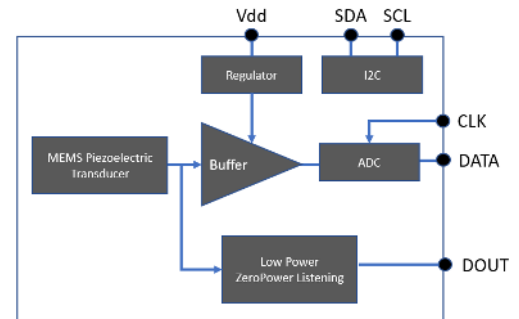 Vdd
SDA
SCL
Regulator
I2C
CLK
MEMS Piezoelectric
Transducer
Buffer
ADC
DATA
Low Power
ZeroPower Listening
DOUT